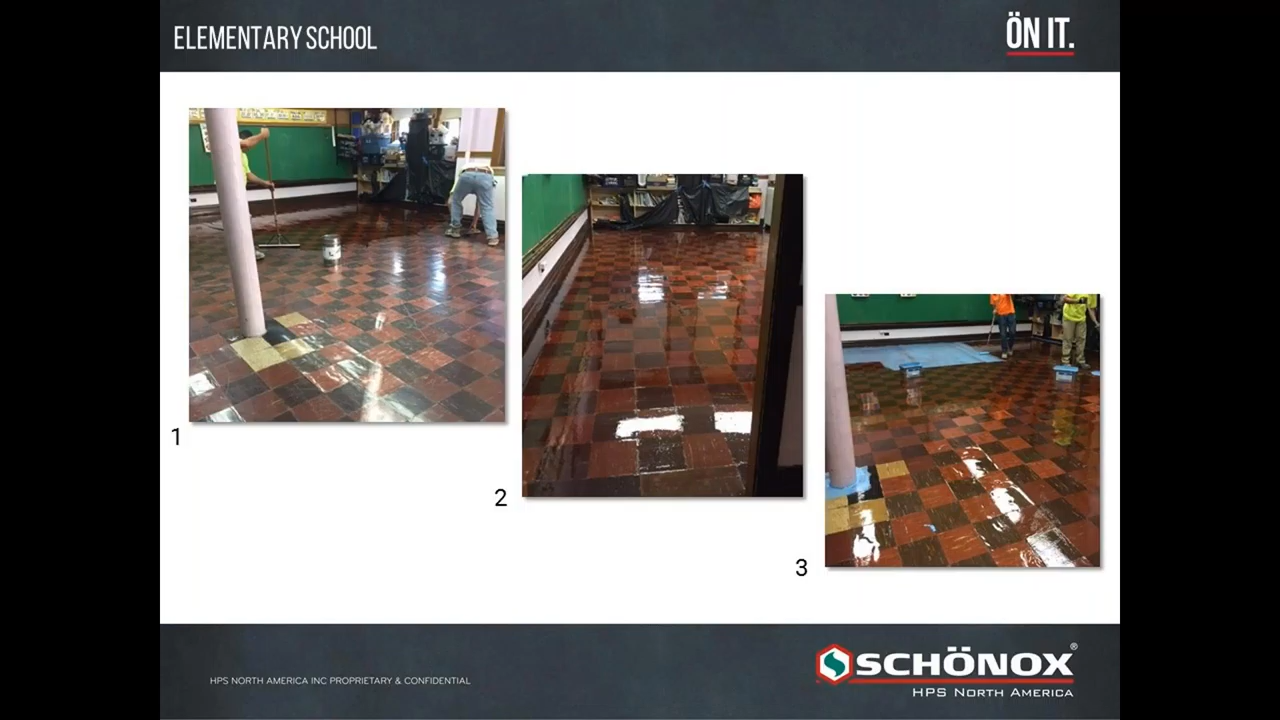 ELEMENTARY SCHOOL
ÖN IT.
1
2
3
HPS NORTH AMERICA INC PROPRIETARY & CONFIDENTIAL
SCHÖNOX®
HPS NORTH AMERICA